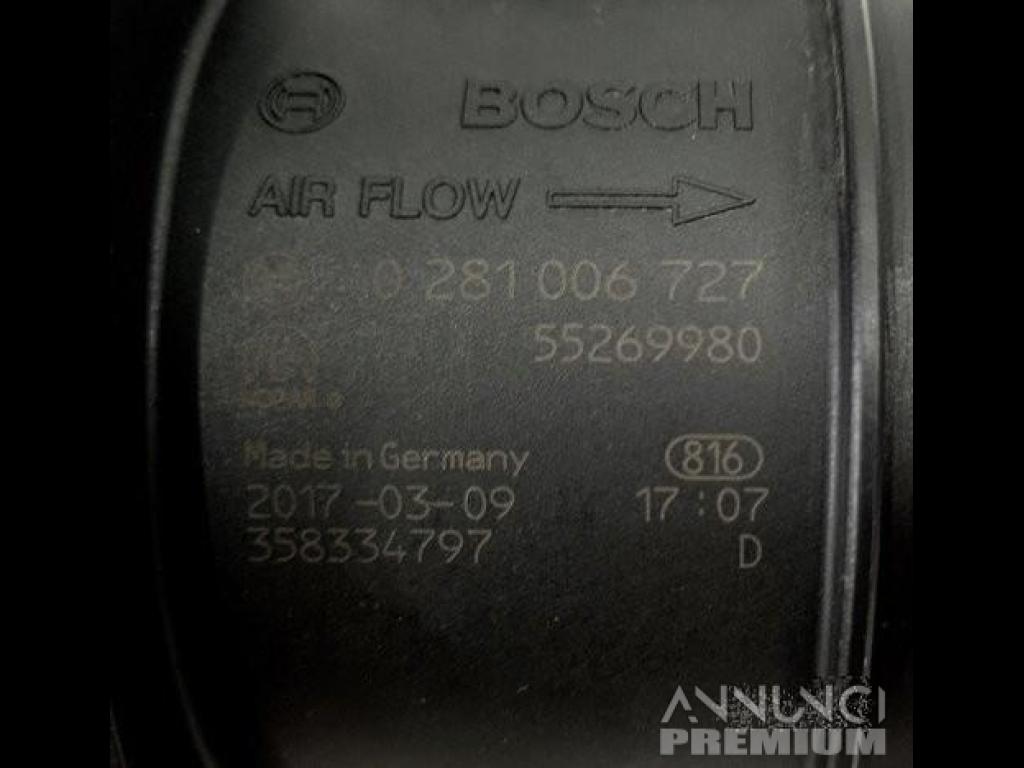 BOSCH
AIR FLOW
0 281 006 727
55269980
Made in Germany 816
2017-03-09 17:07
358334797 D
ANNUNCI
PREMIUM